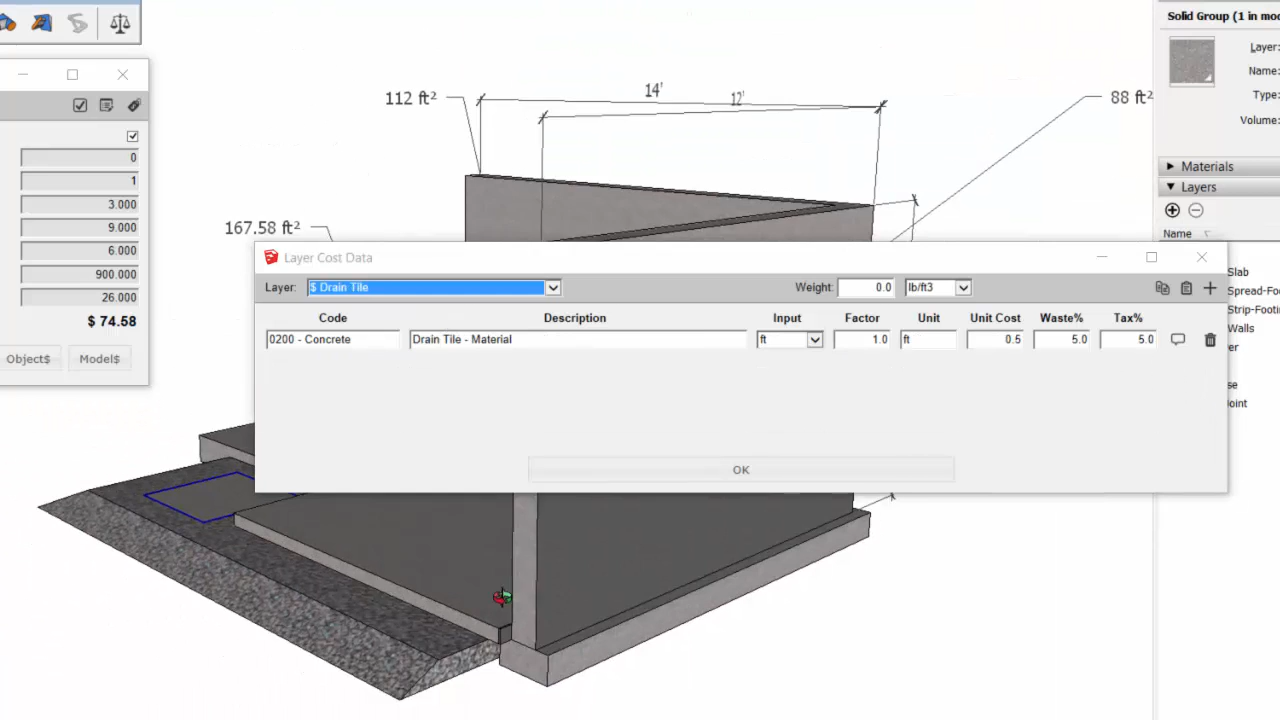 Solid Group (1 in mod
Layer:
Name:
Type:
Volume:
Materials
Layers
Name
14'
12'
112 ft²
88 ft²
167.58 ft²
0
1
3.000
9.000
6.000
900.000
26.000
$ 74.58
Object$
Model$
Layer Cost Data
Layer:
$ Drain Tile
Weight:
0.0
lb/ft3
Code
Description
Input
Factor
Unit
Unit Cost
Waste%
Tax%
0200 - Concrete
Drain Tile - Material
ft
1.0
ft
0.5
5.0
5.0
OK
Slab
Spread-Foo
Strip-Footin
Walls
er
se
Joint